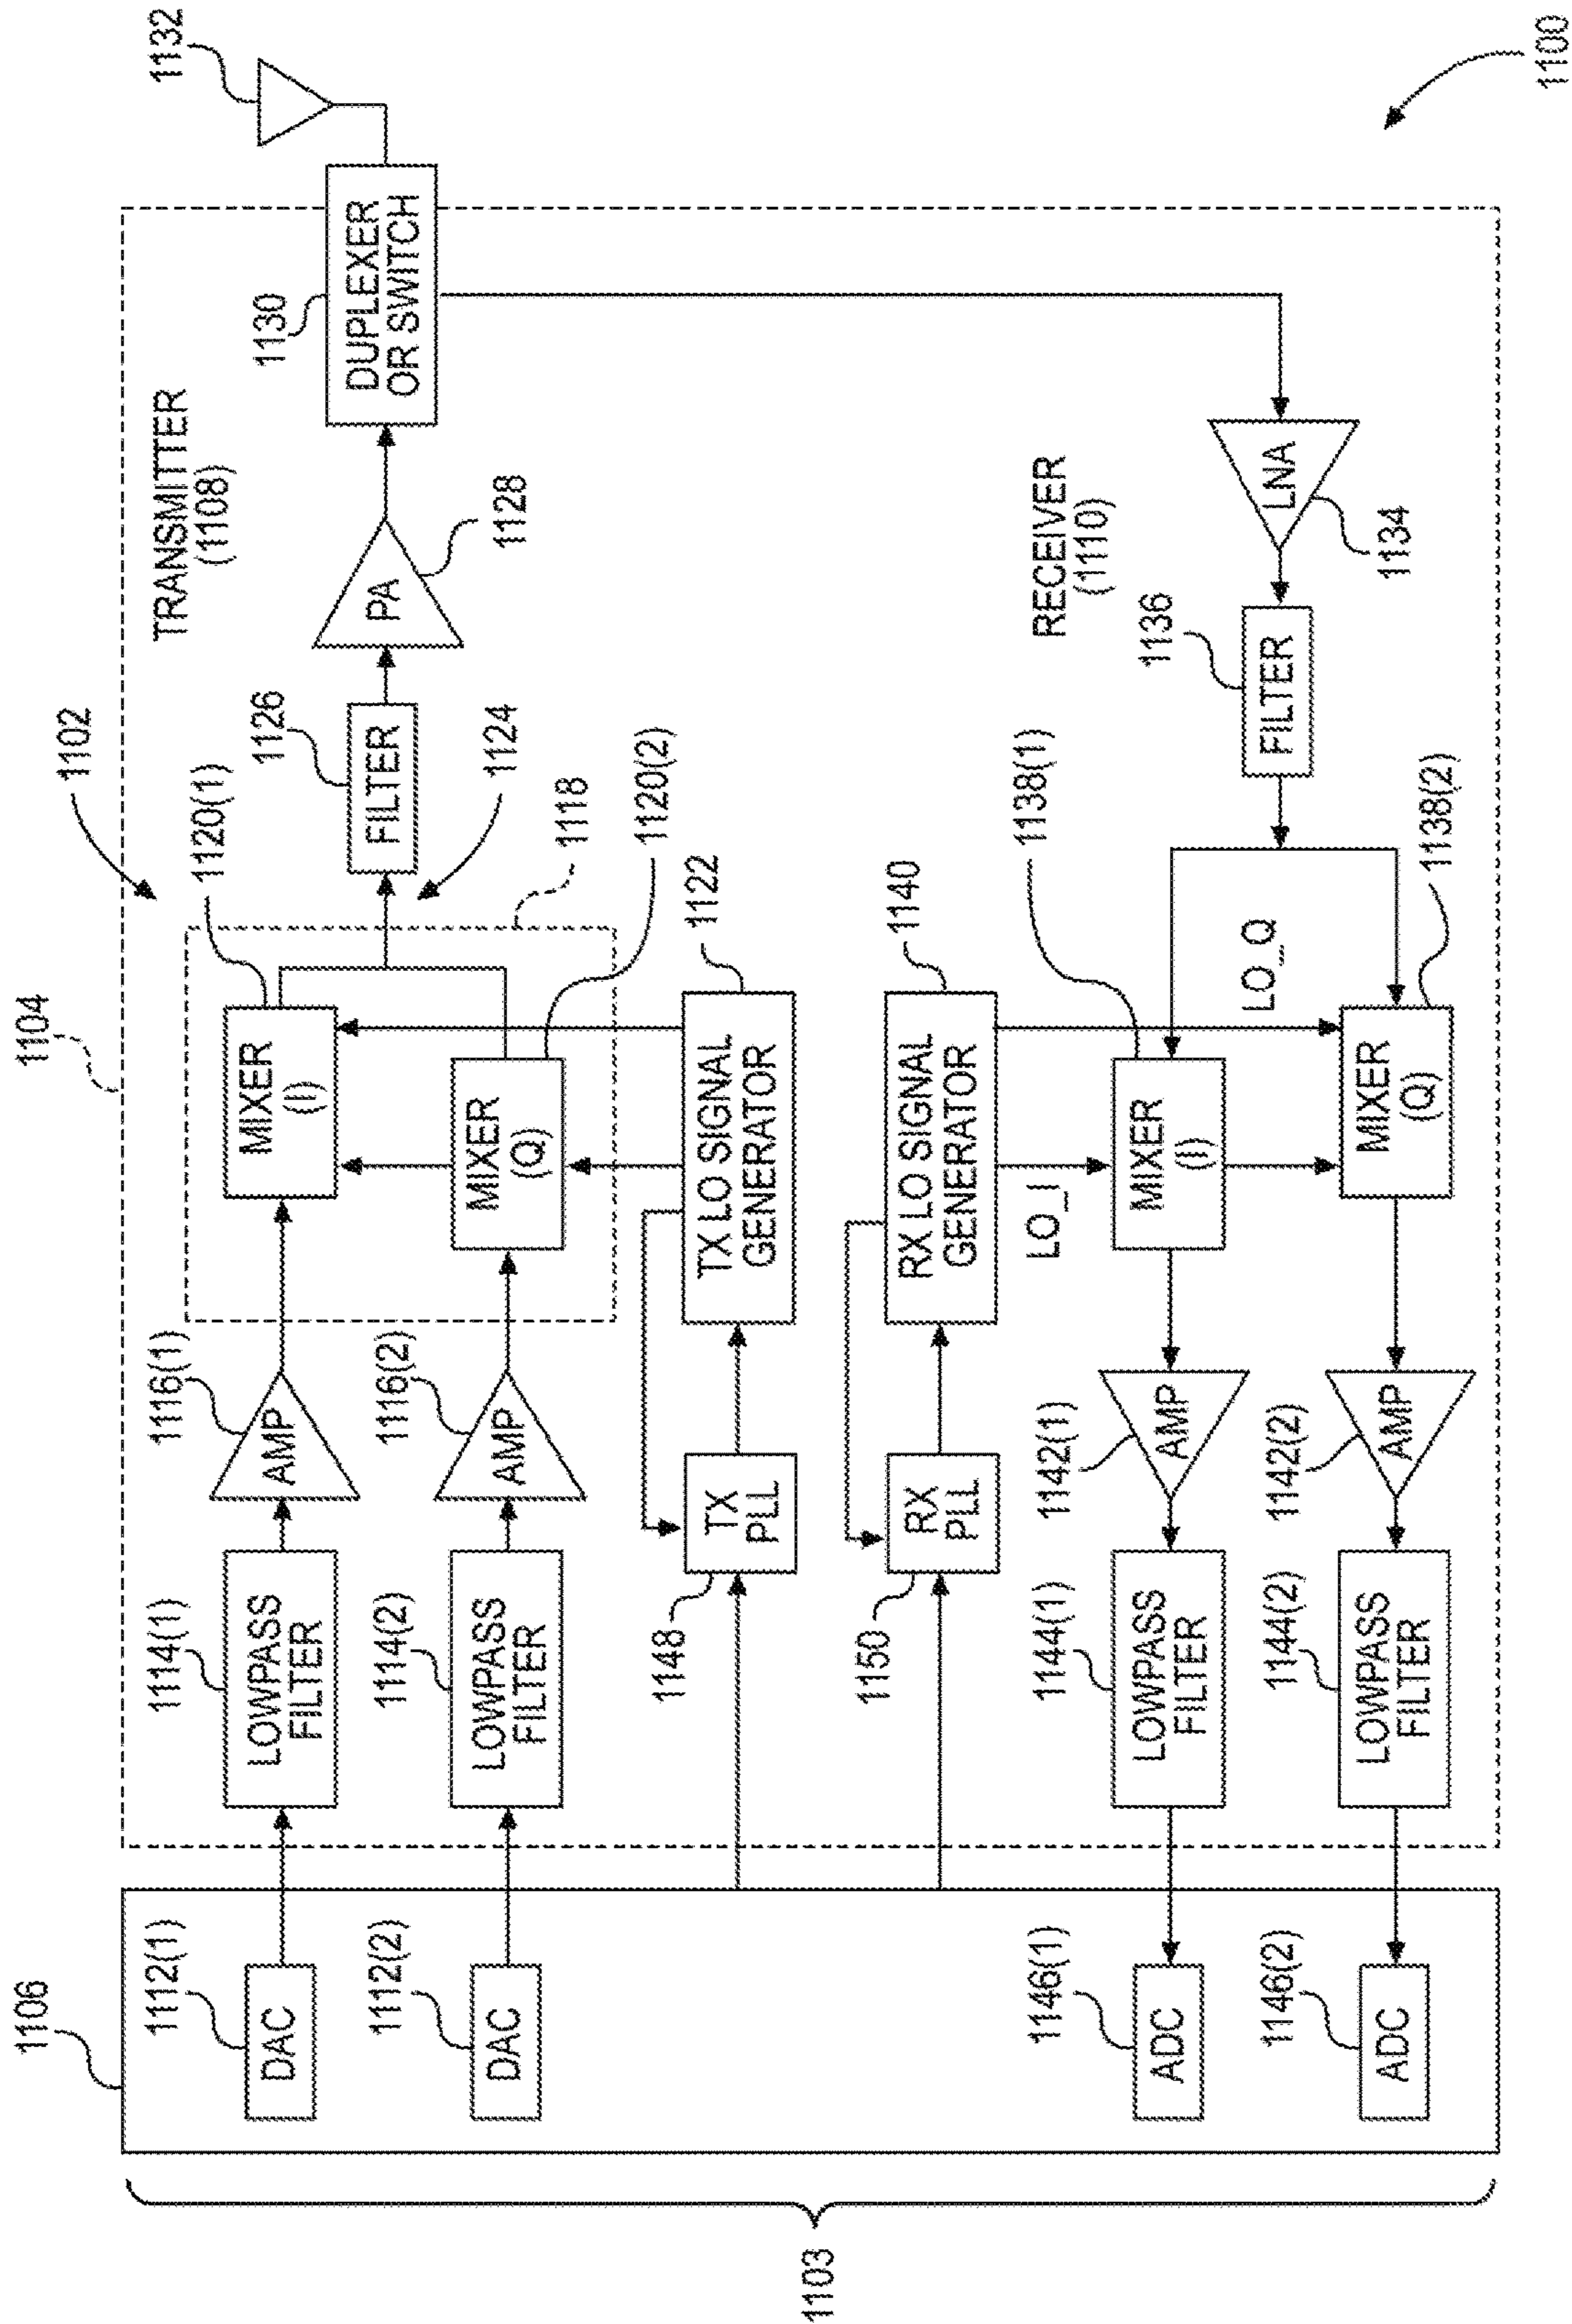 1100
1102
1104
1106
1103
TRANSMITTER
(1108)
1112(1)
DAC
1114(1)
LOWPASS
FILTER
1116(1)
AMP
1120(1)
MIXER
(I)
1126
FILTER
1128
PA
1130
DUPLEXER
OR SWITCH
1132
1112(2)
DAC
1114(2)
LOWPASS
FILTER
1116(2)
AMP
MIXER
(Q)
1124
1118
1120(2)
1148
TX
PLL
TX LO SIGNAL
GENERATOR
1122
1150
RX
PLL
RX LO SIGNAL
GENERATOR
1140
RECEIVER
(1110)
1146(1)
ADC
1144(1)
LOWPASS
FILTER
1142(1)
AMP
LO_I
MIXER
(I)
1138(1)
1136
FILTER
LNA
1134
1146(2)
ADC
1144(2)
LOWPASS
FILTER
1142(2)
AMP
LO_Q
MIXER
(Q)
1138(2)